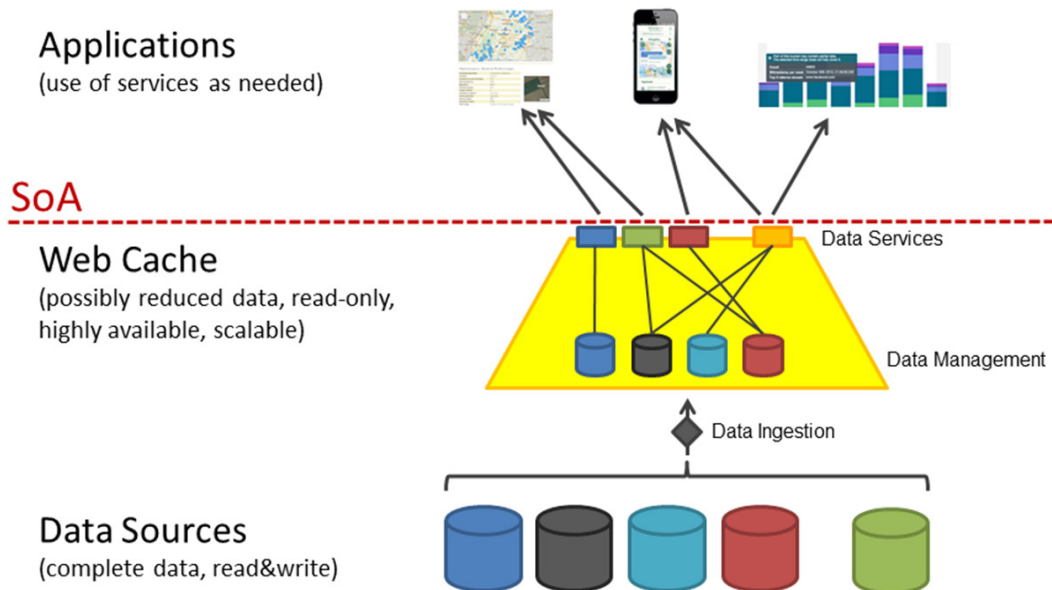 Applications
(use of services as needed)
SoA
Web Cache
(possibly reduced data, read-only,
highly available, scalable)
Data Services
Data Management
Data Ingestion
Data Sources
(complete data, read&write)